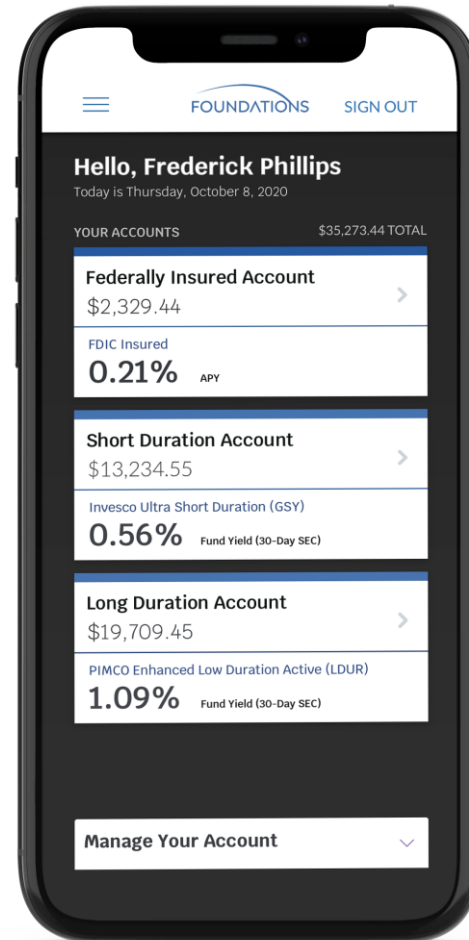 FOUNDATIONS SIGN OUT
Hello, Frederick Phillips
Today is Thursday, October 8, 2020
YOUR ACCOUNTS $35,273.44 TOTAL
Federally Insured Account
$2,329.44
FDIC Insured
0.21% APY
Short Duration Account
$13,234.55
Invesco Ultra Short Duration (GSY)
0.56% Fund Yield (30-Day SEC)
Long Duration Account
$19,709.45
PIMCO Enhanced Low Duration Active (LDUR)
1.09% Fund Yield (30-Day SEC)
Manage Your Account